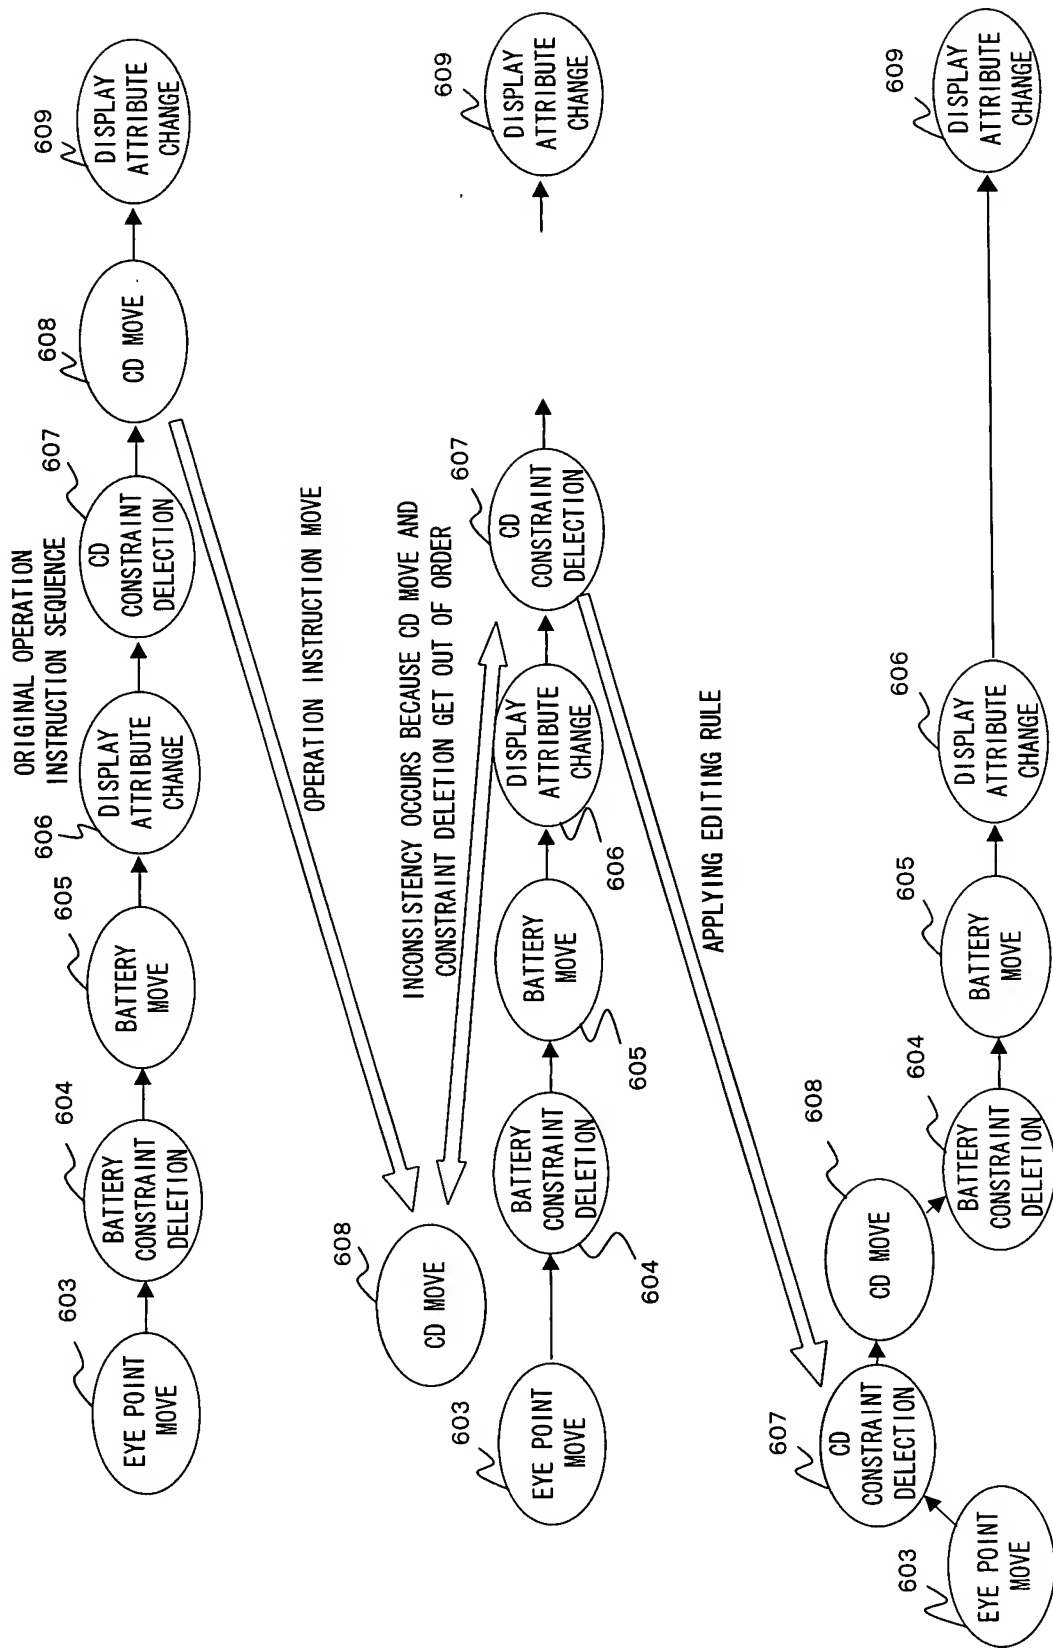 ORIGINAL OPERATION
INSTRUCTION SEQUENCE
603
EYE POINT
MOVE
604
BATTERY
CONSTRAINT
DELETION
605
BATTERY
MOVE
606
DISPLAY
ATTRIBUTE
CHANGE
607
CD
CONSTRAINT
DELECTION
608
CD MOVE
609
DISPLAY
ATTRIBUTE
CHANGE
OPERATION INSTRUCTION MOVE
608
CD MOVE
INCONSISTENCY OCCURS BECAUSE CD MOVE AND
CONSTRAINT DELETION GET OUT OF ORDER
603
EYE POINT
MOVE
BATTERY
CONSTRAINT
DELETION
604
BATTERY
MOVE
605
DISPLAY
ATTRIBUTE
CHANGE
606
607
CD
CONSTRAINT
DELECTION
609
DISPLAY
ATTRIBUTE
CHANGE
APPLYING EDITING RULE
603
EYE POINT
MOVE
607
CD
CONSTRAINT
DELECTION
608
CD MOVE
604
BATTERY
CONSTRAINT
DELETION
605
BATTERY
MOVE
606
DISPLAY
ATTRIBUTE
CHANGE
609
DISPLAY
ATTRIBUTE
CHANGE